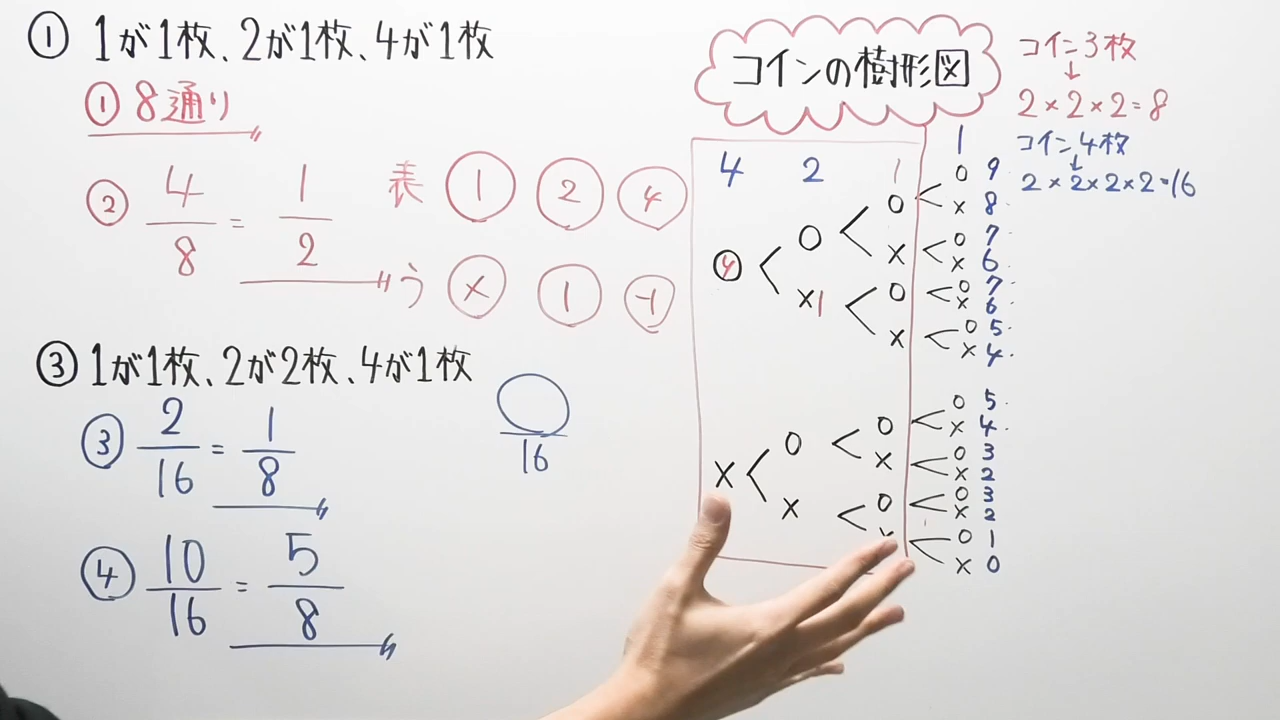 ① 1が1枚、2が1枚、4が1枚
① 8通り
② 4/8 = 1/2
表 1 2 4
う × 1 -1
③ 1が1枚、2が2枚、4が1枚
③ 2/16 = 1/8
○/16
④ 10/16 = 5/8
コインの樹形図
コイン3枚
↓
2×2×2=8
コイン4枚
↓
2×2×2×2=16
4 2 1 1
○ 9
○ × 8
○ ○ 7
× × 6
④ ○ 7
×1 ○ × 6
× ○ 5
× 4
○ 5
○ ○ × 4
× ○ 3
× × 2
× ○ ○ 3
× 2
○ 1
× 0